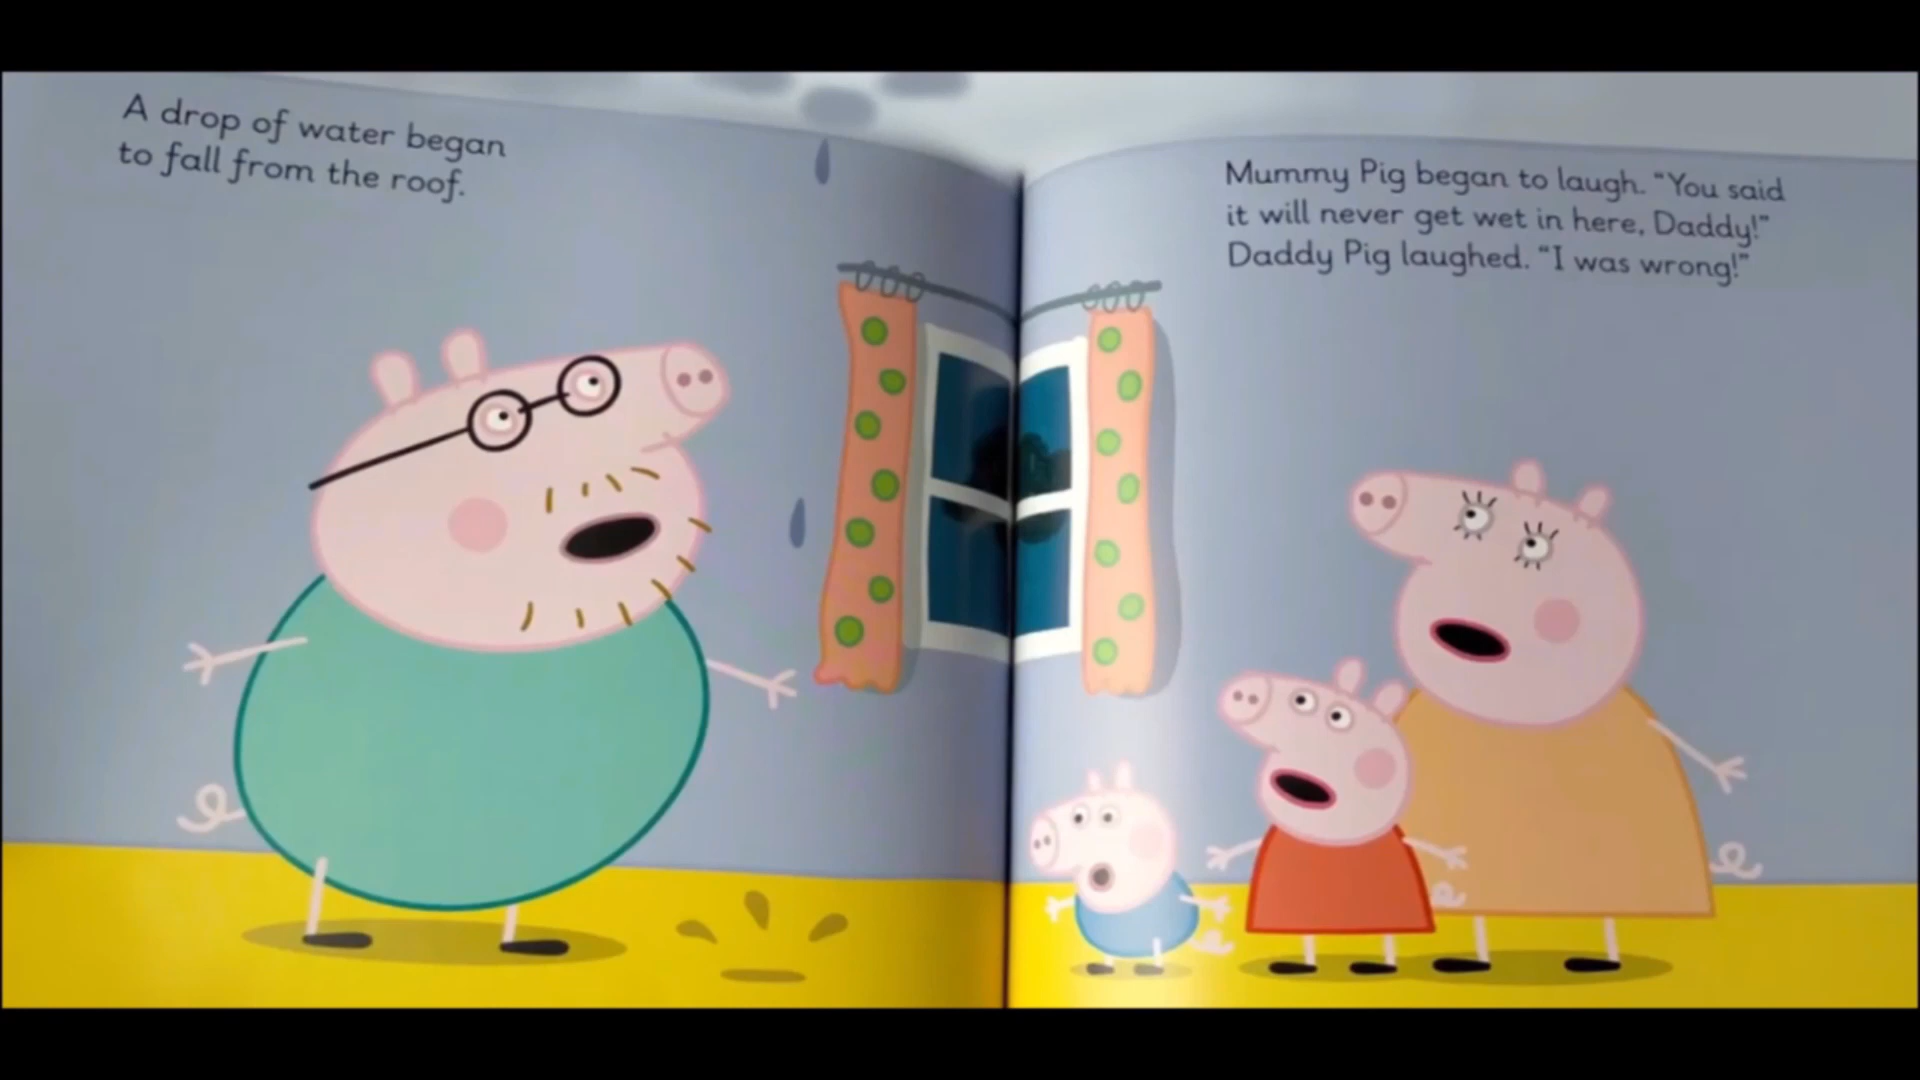 A drop of water began
to fall from the roof.
Mummy Pig began to laugh. “You said
it will never get wet in here, Daddy!”
Daddy Pig laughed. “I was wrong!”